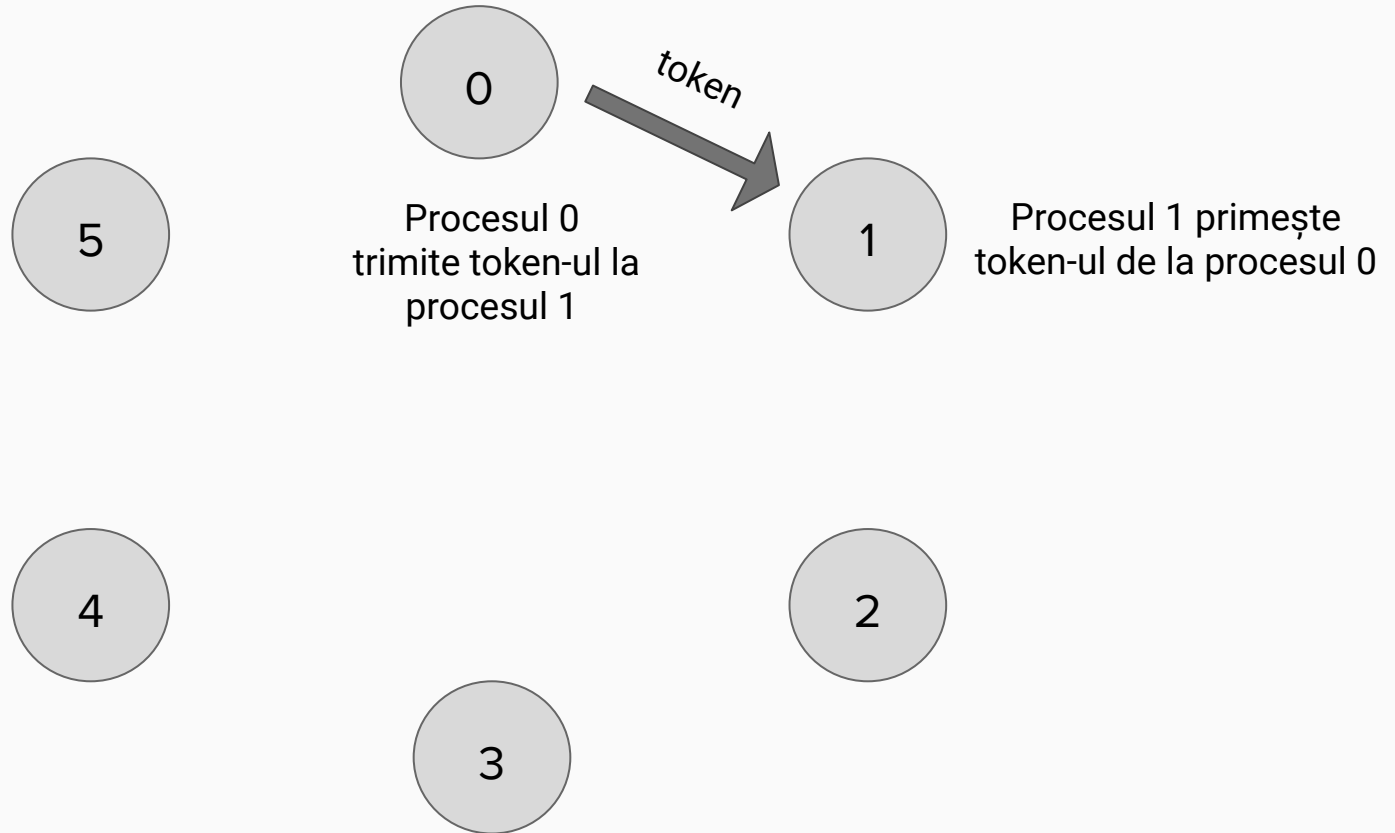 0
token
5
Procesul 0
trimite token-ul la
procesul 1
1
Procesul 1 primește
token-ul de la procesul 0
4
2
3